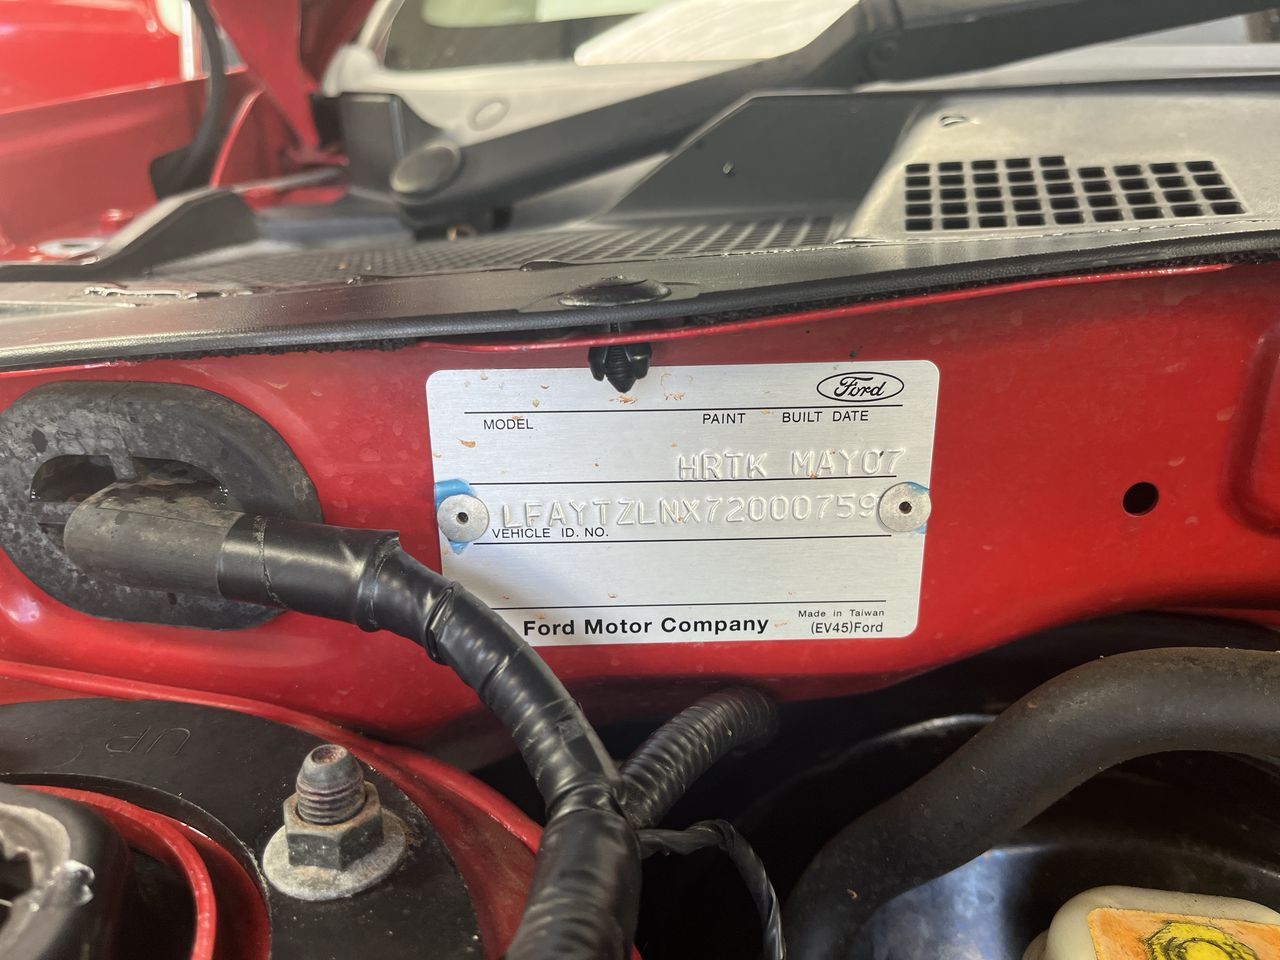 Ford
MODEL PAINT BUILT DATE
HRTK MAY07
LFAYTZLNX72000759
VEHICLE ID. NO.
Ford Motor Company
Made in Taiwan
(EV45)Ford
UP